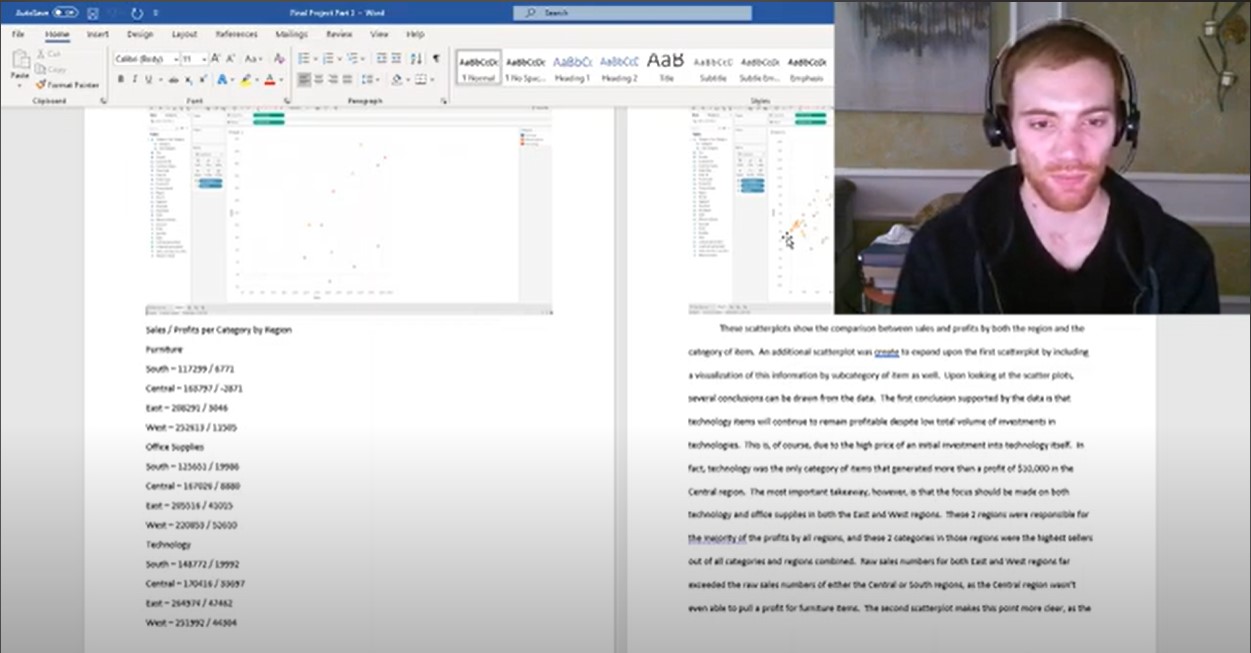 AutoSave
Off
Final Project Part 2 - Word
Search
File
Home
Insert
Design
Layout
References
Mailings
Review
View
Help
Paste
Cut
Copy
Format Painter
Clipboard
Calibri (Body)
11
Font
Paragraph
AaBbCcDc
1 Normal
AaBbCcDc
1 No Spac...
AaBbCc
Heading 1
AaBbCcC
Heading 2
AaB
Title
AaBbCcC
Subtitle
AaBbCcDc
Subtle Em...
AaBbCcDc
Emphasis
Styles
Sales / Profits per Category by Region
Furniture
South – 117299 / 6771
Central – 163797 / -2871
East – 208291 / 3046
West – 252613 / 11505
Office Supplies
South – 125651 / 19986
Central – 167026 / 8880
East – 205516 / 41015
West – 220853 / 52610
Technology
South – 148772 / 19992
Central – 170416 / 33697
East – 264974 / 47462
West – 251992 / 44304
These scatterplots show the comparison between sales and profits by both the region and the
category of item. An additional scatterplot was create to expand upon the first scatterplot by including
a visualization of this information by subcategory of item as well. Upon looking at the scatter plots,
several conclusions can be drawn from the data. The first conclusion supported by the data is that
technology items will continue to remain profitable despite low total volume of investments in
technologies. This is, of course, due to the high price of an initial investment into technology itself. In
fact, technology was the only category of items that generated more than a profit of $10,000 in the
Central region. The most important takeaway, however, is that the focus should be made on both
technology and office supplies in both the East and West regions. These 2 regions were responsible for
the majority of the profits by all regions, and these 2 categories in those regions were the highest sellers
out of all categories and regions combined. Raw sales numbers for both East and West regions far
exceeded the raw sales numbers of either the Central or South regions, as the Central region wasn't
even able to pull a profit for furniture items. The second scatterplot makes this point more clear, as the